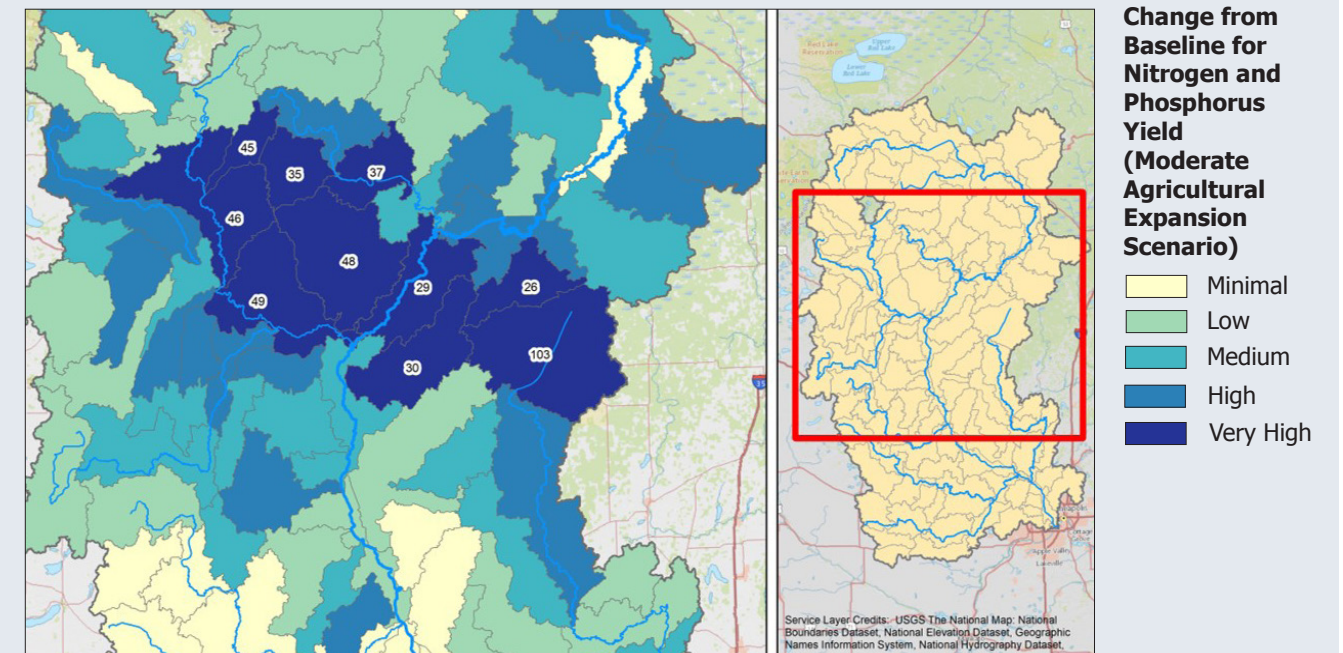 Change from
Baseline for
Nitrogen and
Phosphorus
Yield
(Moderate
Agricultural
Expansion
Scenario)
Minimal
Low
Medium
High
Very High
45
35
37
46
48
29
26
49
103
30
35
Red Lake
Reservation
Upper
Red Lake
Lower
Red Lake
Service Layer Credits: USGS The National Map: National
Boundaries Dataset, National Elevation Dataset, Geographic
Names Information System, National Hydrography Dataset,